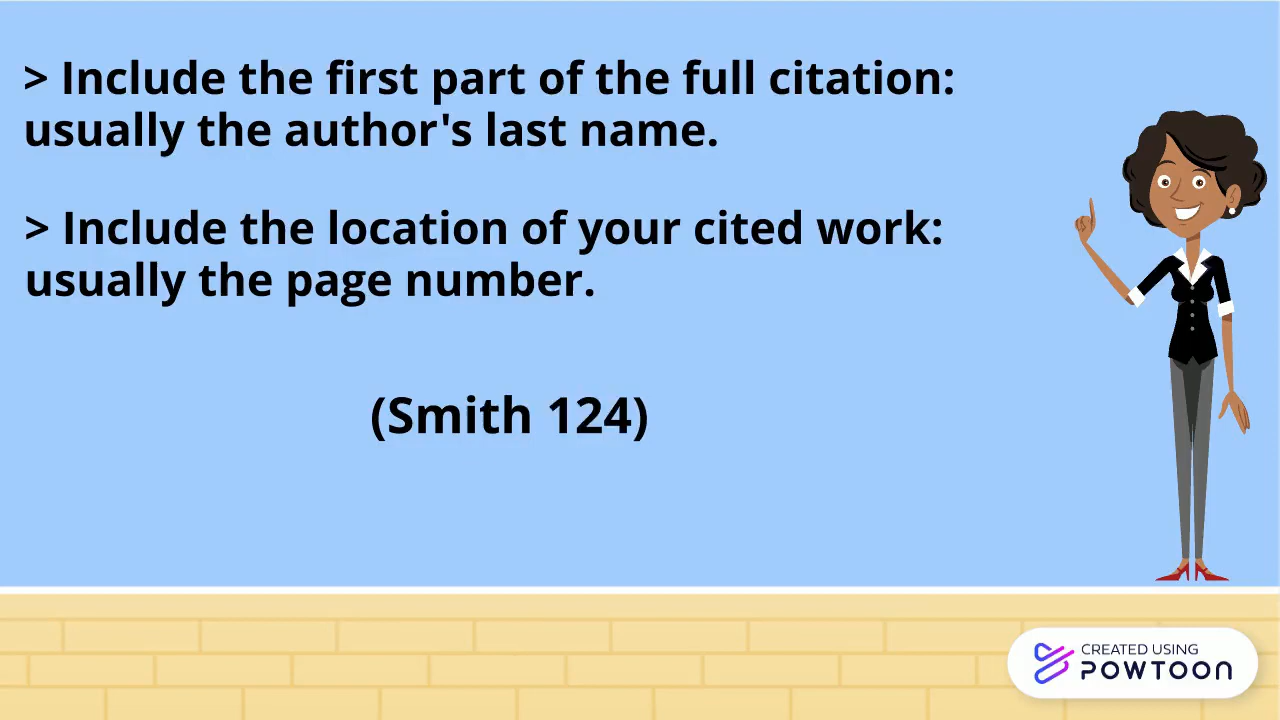 > Include the first part of the full citation:
usually the author's last name.
> Include the location of your cited work:
usually the page number.
(Smith 124)
CREATED USING
POWTOON